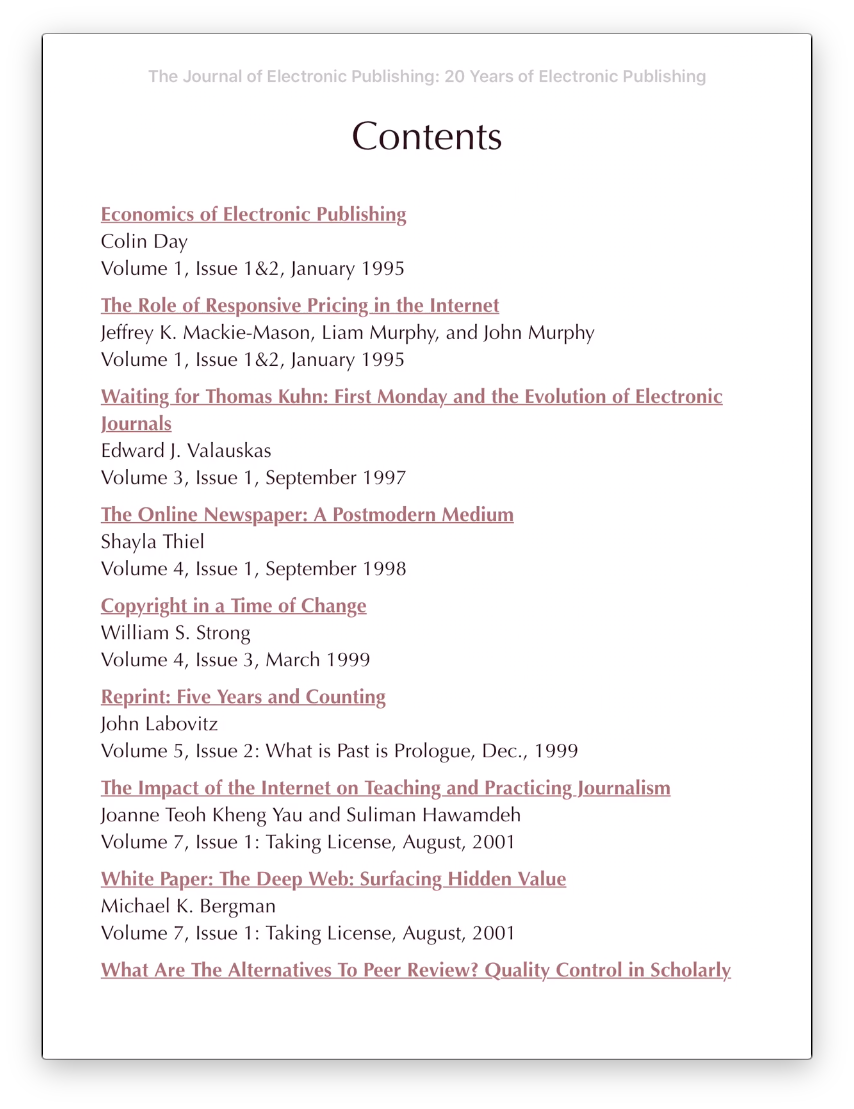 The Journal of Electronic Publishing: 20 Years of Electronic Publishing
Contents
Economics of Electronic Publishing
Colin Day
Volume 1, Issue 1&2, January 1995
The Role of Responsive Pricing in the Internet
Jeffrey K. Mackie-Mason, Liam Murphy, and John Murphy
Volume 1, Issue 1&2, January 1995
Waiting for Thomas Kuhn: First Monday and the Evolution of Electronic
Journals
Edward J. Valauskas
Volume 3, Issue 1, September 1997
The Online Newspaper: A Postmodern Medium
Shayla Thiel
Volume 4, Issue 1, September 1998
Copyright in a Time of Change
William S. Strong
Volume 4, Issue 3, March 1999
Reprint: Five Years and Counting
John Labovitz
Volume 5, Issue 2: What is Past is Prologue, Dec., 1999
The Impact of the Internet on Teaching and Practicing Journalism
Joanne Teoh Kheng Yau and Suliman Hawamdeh
Volume 7, Issue 1: Taking License, August, 2001
White Paper: The Deep Web: Surfacing Hidden Value
Michael K. Bergman
Volume 7, Issue 1: Taking License, August, 2001
What Are The Alternatives To Peer Review? Quality Control in Scholarly